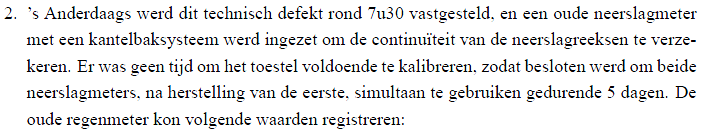 2. ’s Anderdaags werd dit technisch defekt rond 7u30 vastgesteld, en een oude neerslagmeter
met een kantelbaksysteem werd ingezet om de continuïteit van de neerslagreeksen te verze-
keren. Er was geen tijd om het toestel voldoende te kalibreren, zodat besloten werd om beide
neerslagmeters, na herstelling van de eerste, simultaan te gebruiken gedurende 5 dagen. De
oude regenmeter kon volgende waarden registreren: